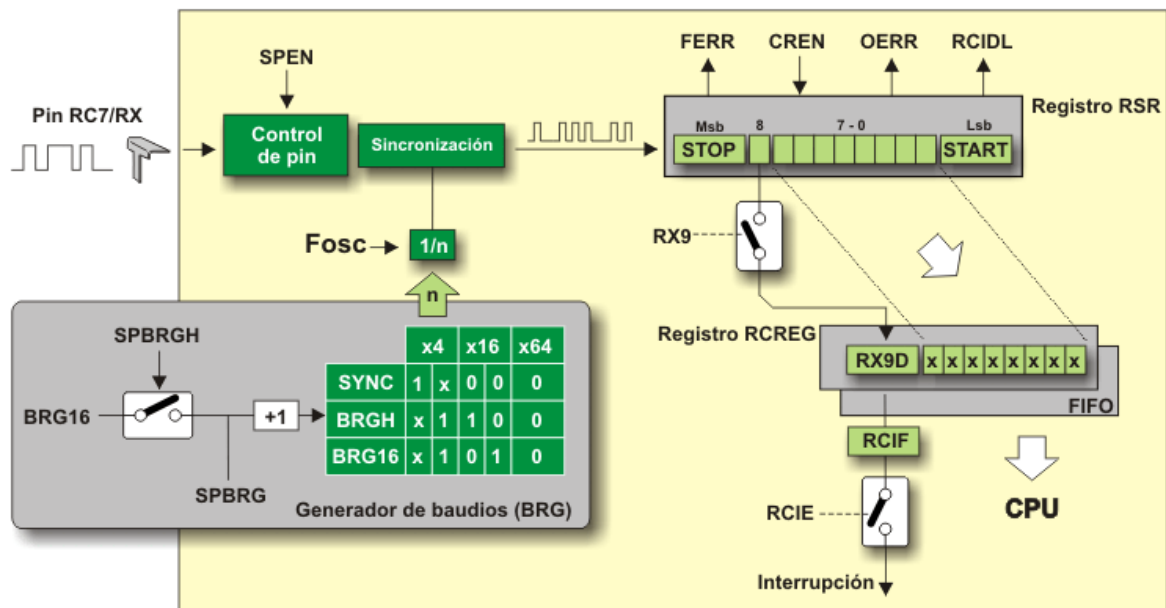 FERR CREN OERR RCIDL
SPEN
Pin RC7/RX
Control
de pin
Sincronización
Registro RSR
Msb 8 7 - 0 Lsb
STOP START
RX9
Fosc
1/n
n
SPBRGH
x4 x16 x64
SYNC 1 x 0 0 0
BRGH x 1 1 0 0
BRG16 x 1 0 1 0
BRG16
+1
SPBRG
Generador de baudios (BRG)
Registro RCREG
RX9D x x x x x x x x
FIFO
RCIF
CPU
RCIE
Interrupción